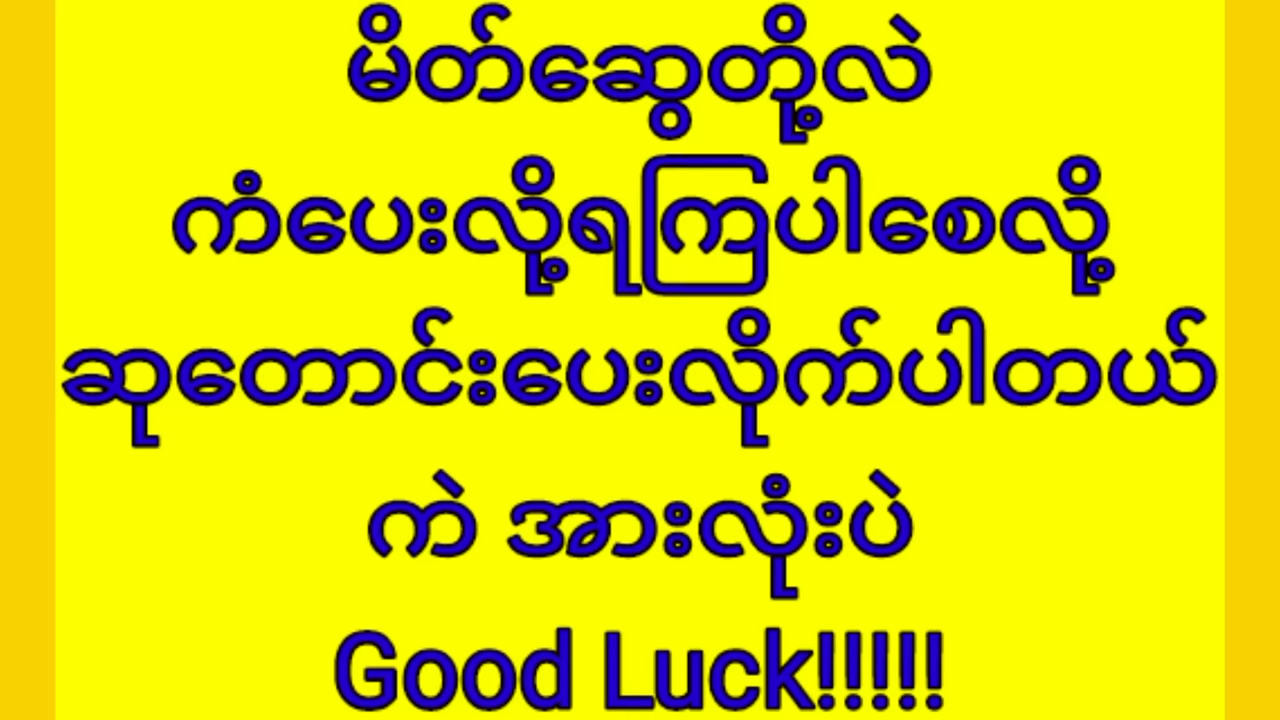 မိတ်ဆွေတို့လဲ
ကံပေးလို့ရကြပါစေလို့
ဆုတောင်းပေးလိုက်ပါတယ်
ကဲ အားလုံးပဲ
Good Luck!!!!!